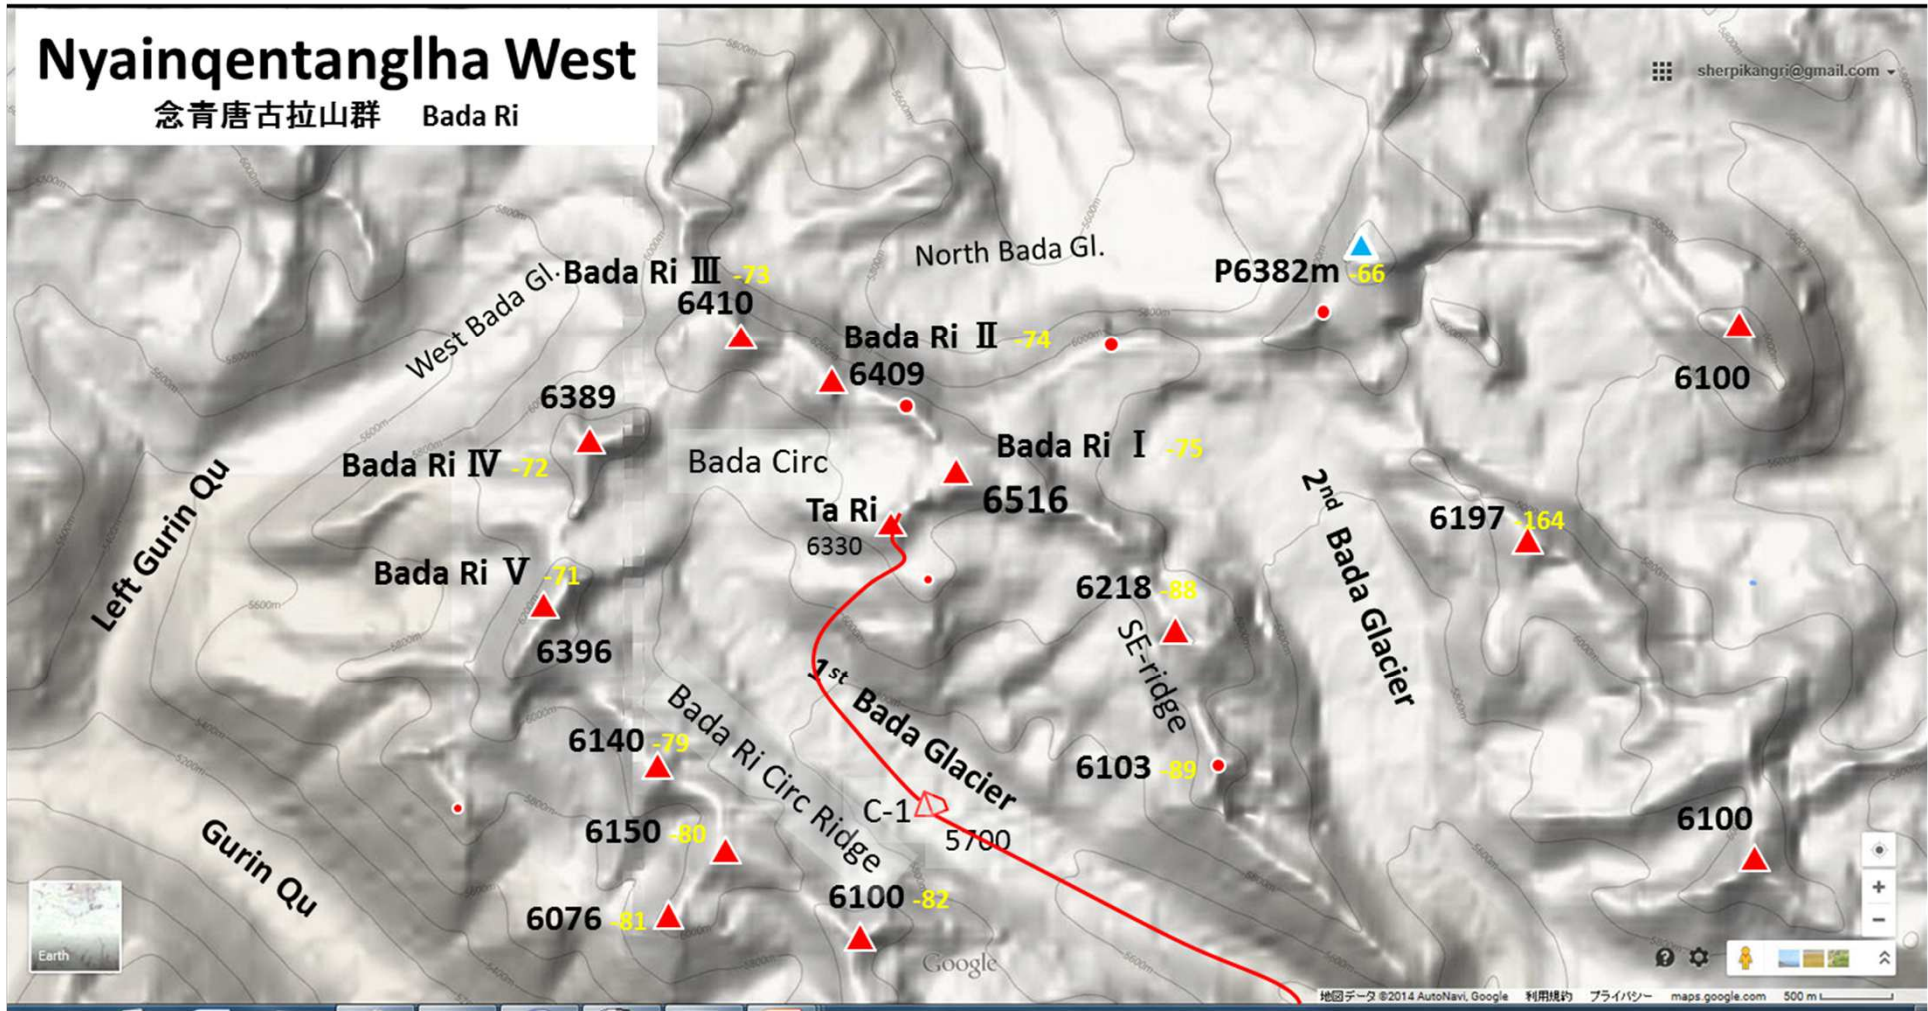 Nyainqentanglha West
念青唐古拉山群 Bada Ri
sherpikangri@gmail.com
North Bada Gl.
West Bada Gl.
Bada Ri Ⅲ -73
6410
P6382m -66
Bada Ri Ⅱ -74
6409
6100
6389
Bada Ri Ⅳ -72
Bada Circ
Bada Ri Ⅰ -75
6516
Ta Ri
6330
Left Gurin Qu
2nd Bada Glacier
6197 -164
Bada Ri Ⅴ -71
6396
6218 -88
SE-ridge
1st Bada Glacier
Bada Ri Circ Ridge
6140 -79
6103 -89
C-1
5700
6150 -80
6100
Gurin Qu
6100 -82
6076 -81
Earth
Google
地図データ ©2014 AutoNavi, Google 利用規約 プライバシー maps.google.com 500 m